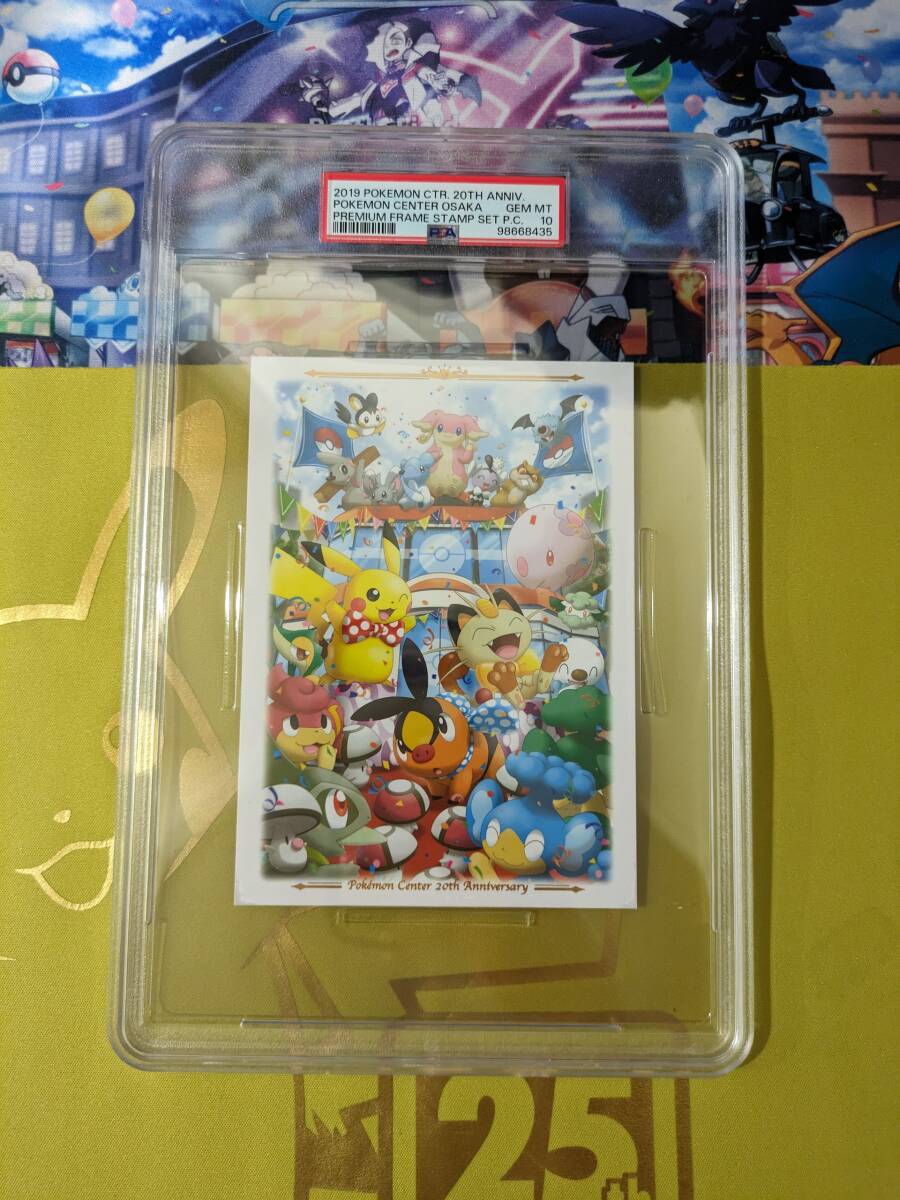 2019 POKEMON CTR. 20TH ANNIV.
POKEMON CENTER OSAKA GEM MT
PREMIUM FRAME STAMP SET P.C. 10
PSA 98668435
Pokémon Center 20th Anniversary
25th